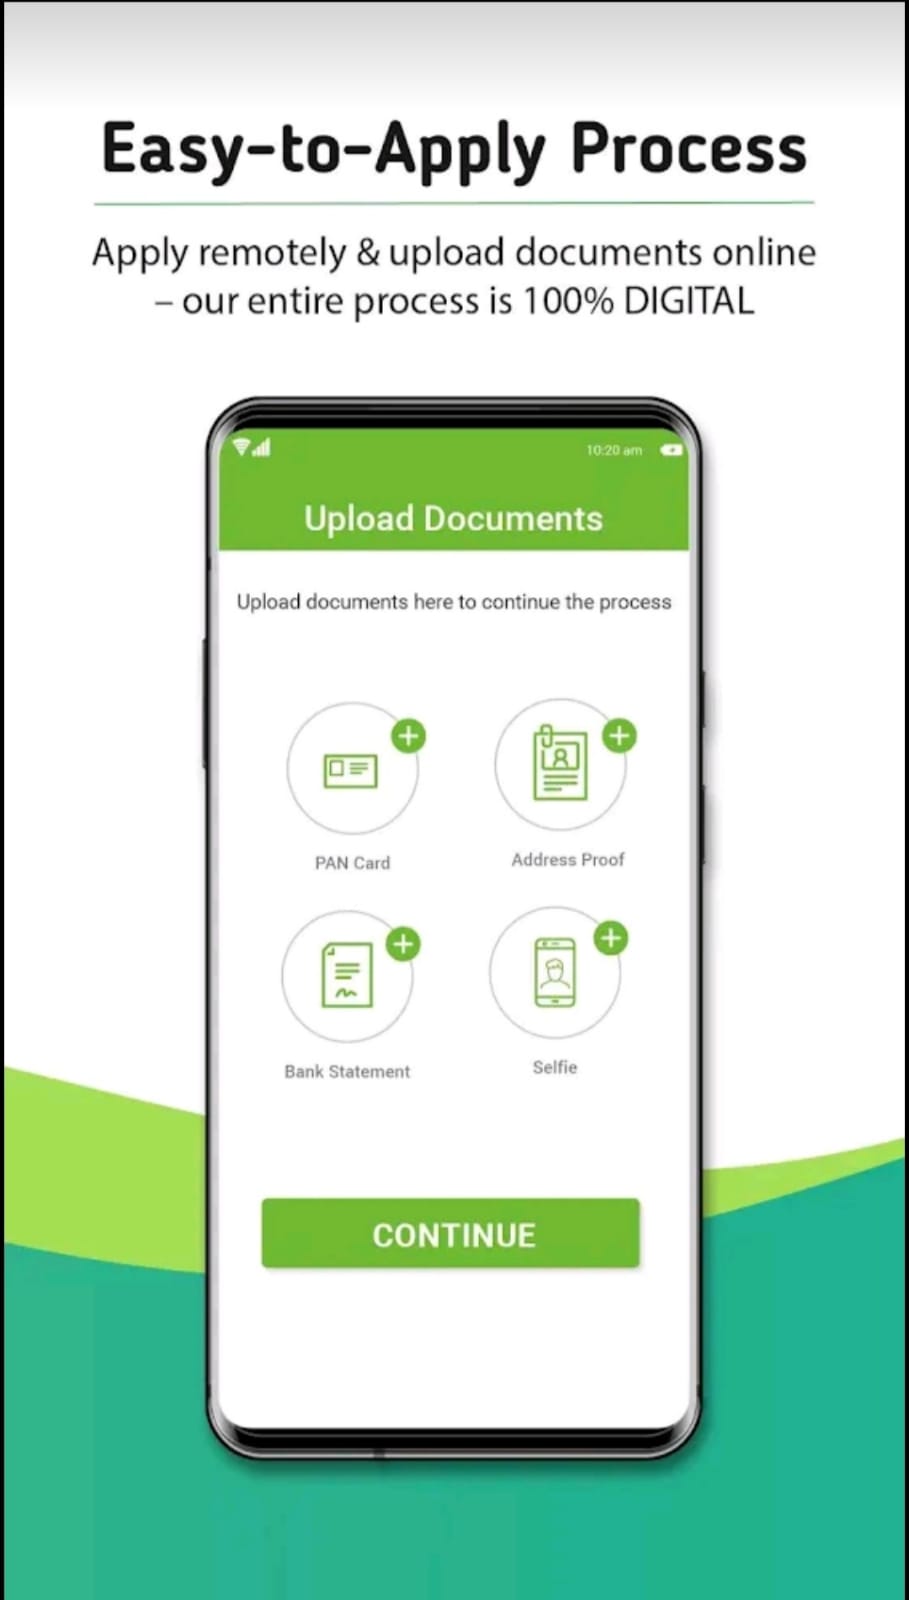 Easy-to-Apply Process
Apply remotely & upload documents online
– our entire process is 100% DIGITAL
10:20 am
Upload Documents
Upload documents here to continue the process
PAN Card
Address Proof
Bank Statement
Selfie
CONTINUE